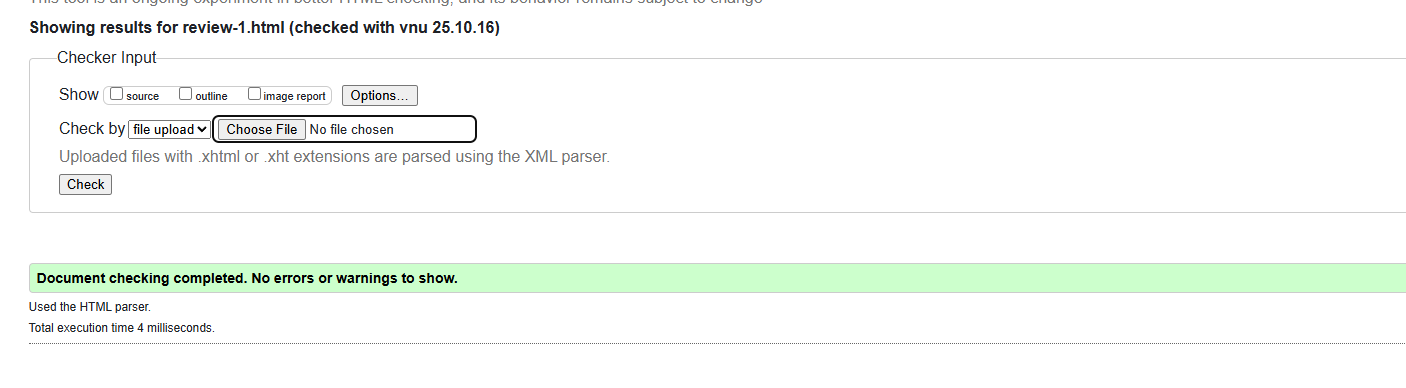 This tool is an ongoing experiment in better HTML checking, and its behavior remains subject to change
Showing results for review-1.html (checked with vnu 25.10.16)
Checker Input
Show source outline image report Options...
Check by file upload Choose File No file chosen
Uploaded files with .xhtml or .xht extensions are parsed using the XML parser.
Check
Document checking completed. No errors or warnings to show.
Used the HTML parser.
Total execution time 4 milliseconds.